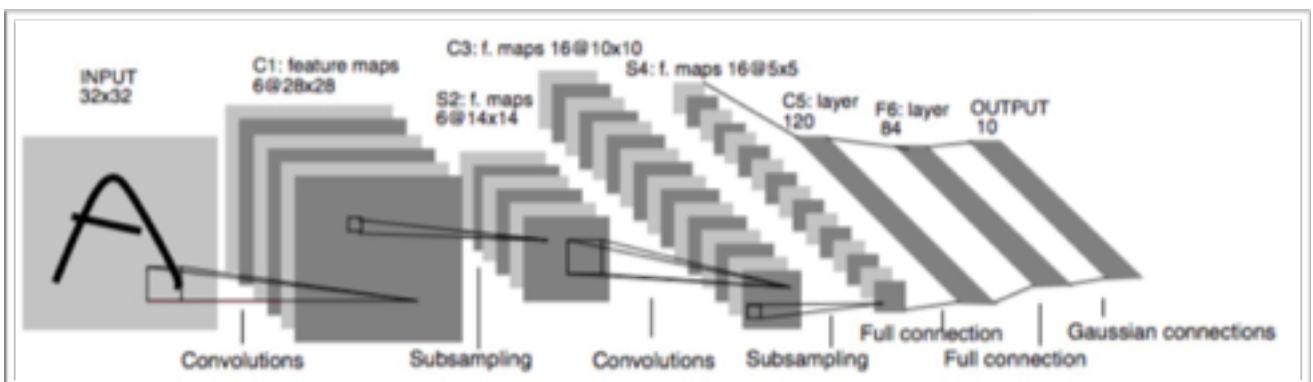 INPUT
32x32
C1: feature maps
6@28x28
S2: f. maps
6@14x14
C3: f. maps 16@10x10
S4: f. maps 16@5x5
C5: layer
120
F6: layer
84
OUTPUT
10
Convolutions
Subsampling
Convolutions
Subsampling
Full connection
Full connection
Gaussian connections